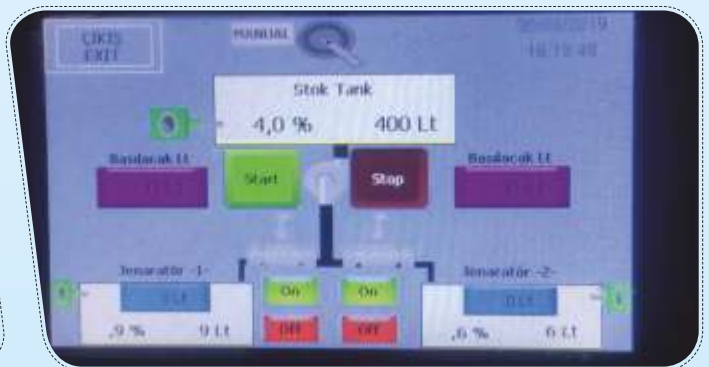 ÇIKIŞ
EXIT
MANUAL
Stok Tank
4,0 % 400 Lt
Basılacak Lt
Start
Stop
Basılacak Lt
Jenaratör -1-
Jenaratör -2-
On
On
,9 % 9 Lt
Off
Off
,6 % 6 Lt